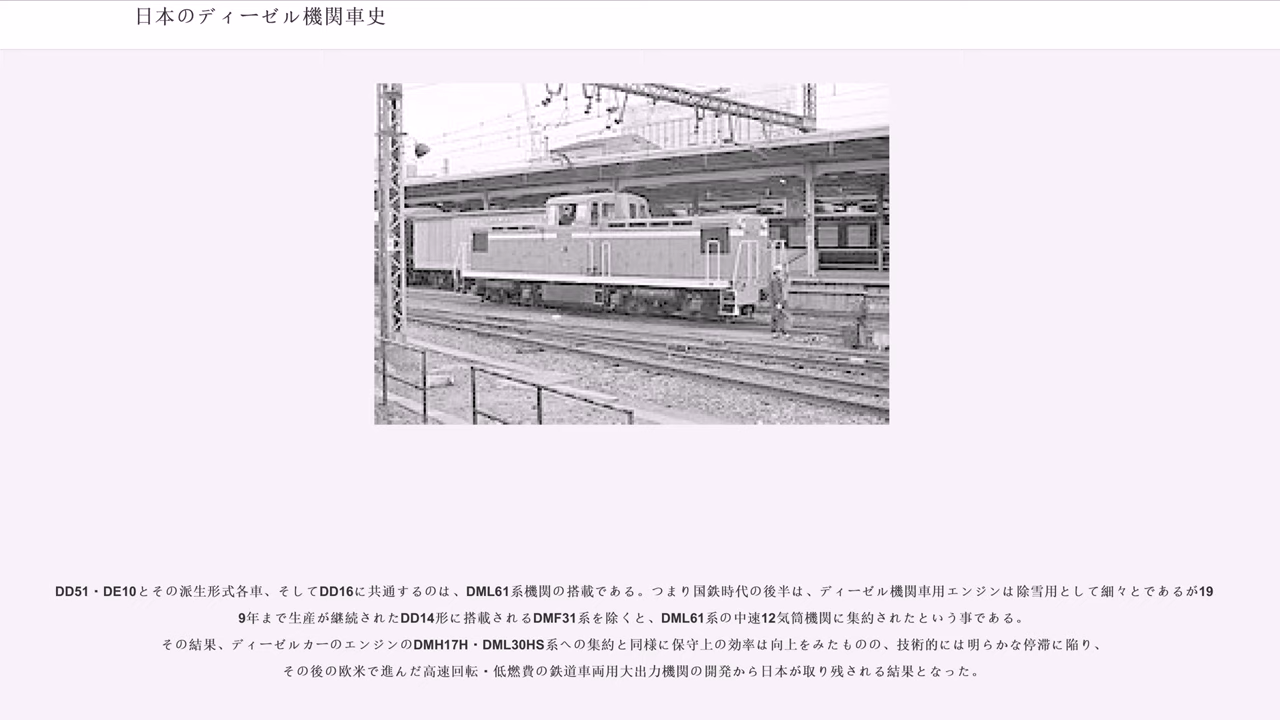 日本のディーゼル機関車史
DD51・DE10とその派生形式各車、そしてDD16に共通するのは、DML61系機関の搭載である。つまり国鉄時代の後半は、ディーゼル機関車用エンジンは除雪用として細々とであるが19
9年まで生産が継続されたDD14形に搭載されるDMF31系を除くと、DML61系の中速12気筒機関に集約されたという事である。
その結果、ディーゼルカーのエンジンのDMH17H・DML30HS系への集約と同様に保守上の効率は向上をみたものの、技術的には明らかな停滞に陥り、
その後の欧米で進んだ高速回転・低燃費の鉄道車両用大出力機関の開発から日本が取り残される結果となった。